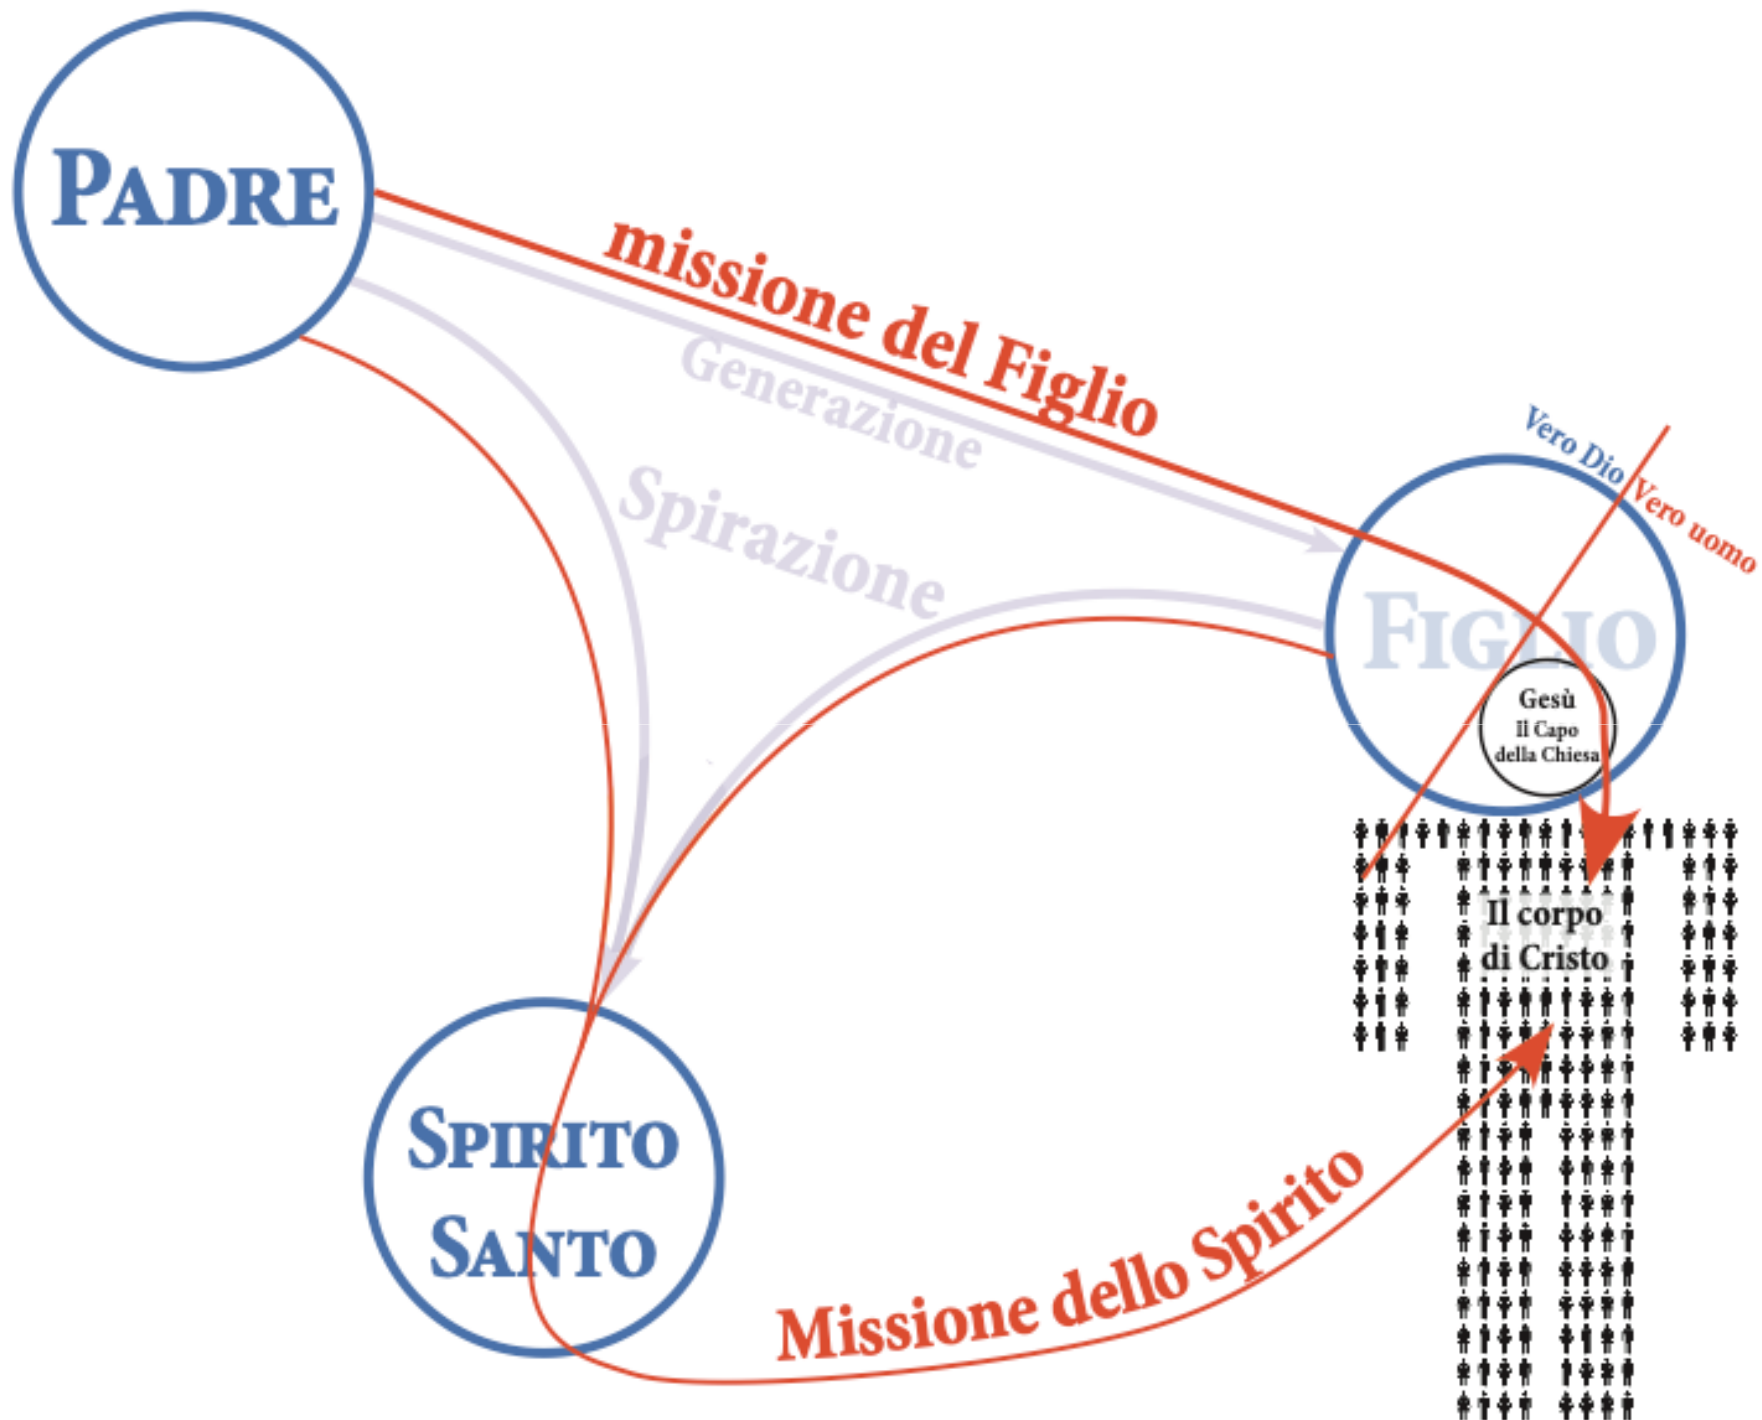 PADRE
missione del Figlio
Generazione
Spirazione
Vero Dio
Vero uomo
FIGLIO
Gesù
Il Capo
della Chiesa
Il corpo
di Cristo
SPIRITO
SANTO
Missione dello Spirito